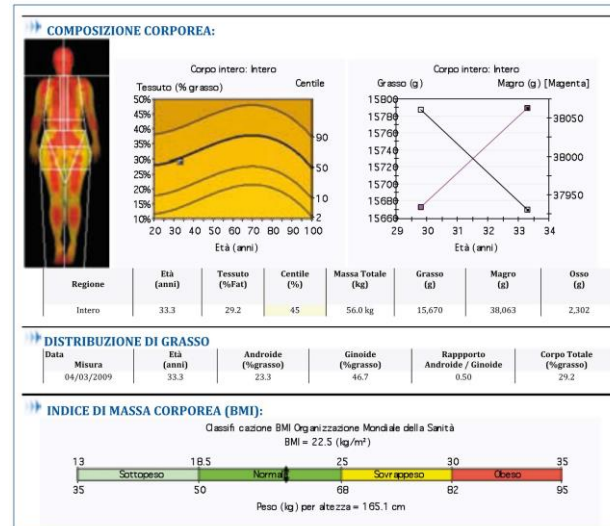 COMPOSIZIONE CORPOREA:
Corpo intero: Intero
Tessuto (% grasso) Centile
50%
45%
40%
35%
30%
25%
20%
15%
10%
90
50
10
2
20 30 40 50 60 70 80 90 100
Età (anni)
Corpo intero: Intero
Grasso (g) Magro (g) [Magenta]
15800
15780
15760
15740
15720
15700
15680
15660
38050
38000
37950
29 30 31 32 33 34
Età (anni)
Regione Età (anni) Tessuto (%Fat) Centile (%) Massa Totale (kg) Grasso (g) Magro (g) Osso (g)
Intero 33.3 29.2 45 56.0 kg 15,670 38,063 2,302
DISTRIBUZIONE DI GRASSO
Data Misura Età (anni) Androide (%grasso) Ginoide (%grasso) Rappporto Androide / Ginoide Corpo Totale (%grasso)
04/03/2009 33.3 23.3 46.7 0.50 29.2
INDICE DI MASSA CORPOREA (BMI):
Classifi cazione BMI Organizzazione Mondiale della Sanità
BMI = 22.5 (kg/m²)
13 18.5 25 30 35
Sottopeso Normal Sovrappeso Obeso
35 50 68 82 95
Peso (kg) per altezza = 165.1 cm